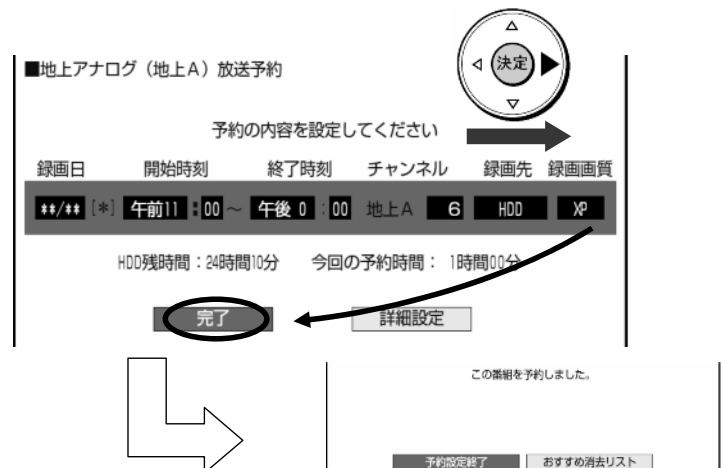 ■地上アナログ（地上A）放送予約
決定
予約の内容を設定してください
録画日 開始時刻 終了時刻 チャンネル 録画先 録画画質
**/** [*] 午前11：00～ 午後 0：00 地上A 6 HDD XP
HDD残時間：24時間10分 今回の予約時間： 1時間00分
完了 詳細設定
この番組を予約しました。
予約設定終了 おすすめ消去リスト